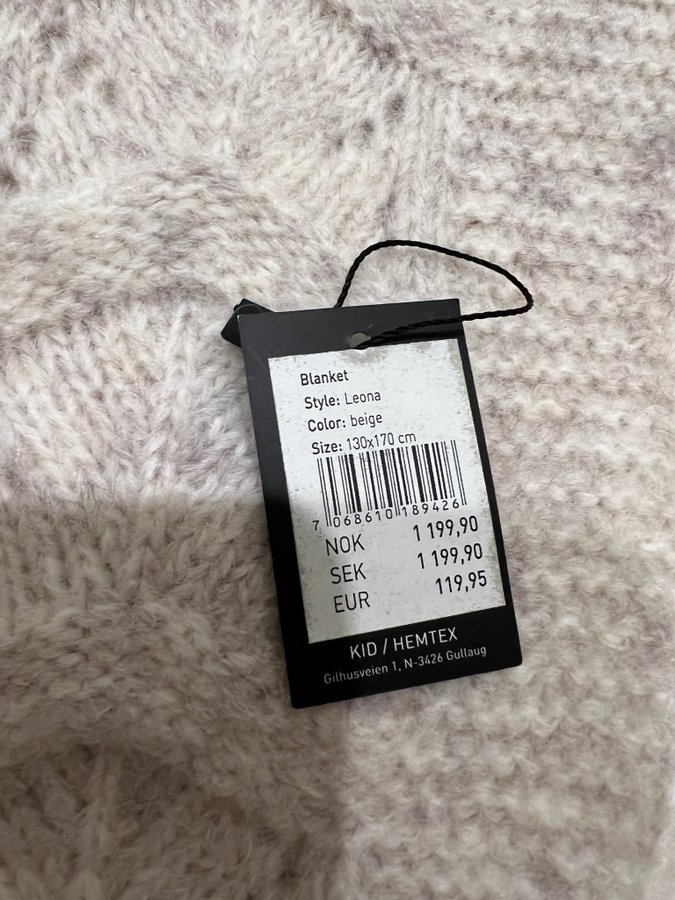 Blanket
Style: Leona
Color: beige
Size: 130x170 cm
7 068610 189426
NOK 1 199,90
SEK 1 199,90
EUR 119,95
KID / HEMTEX
Gilhusveien 1, N-3426 Gullaug